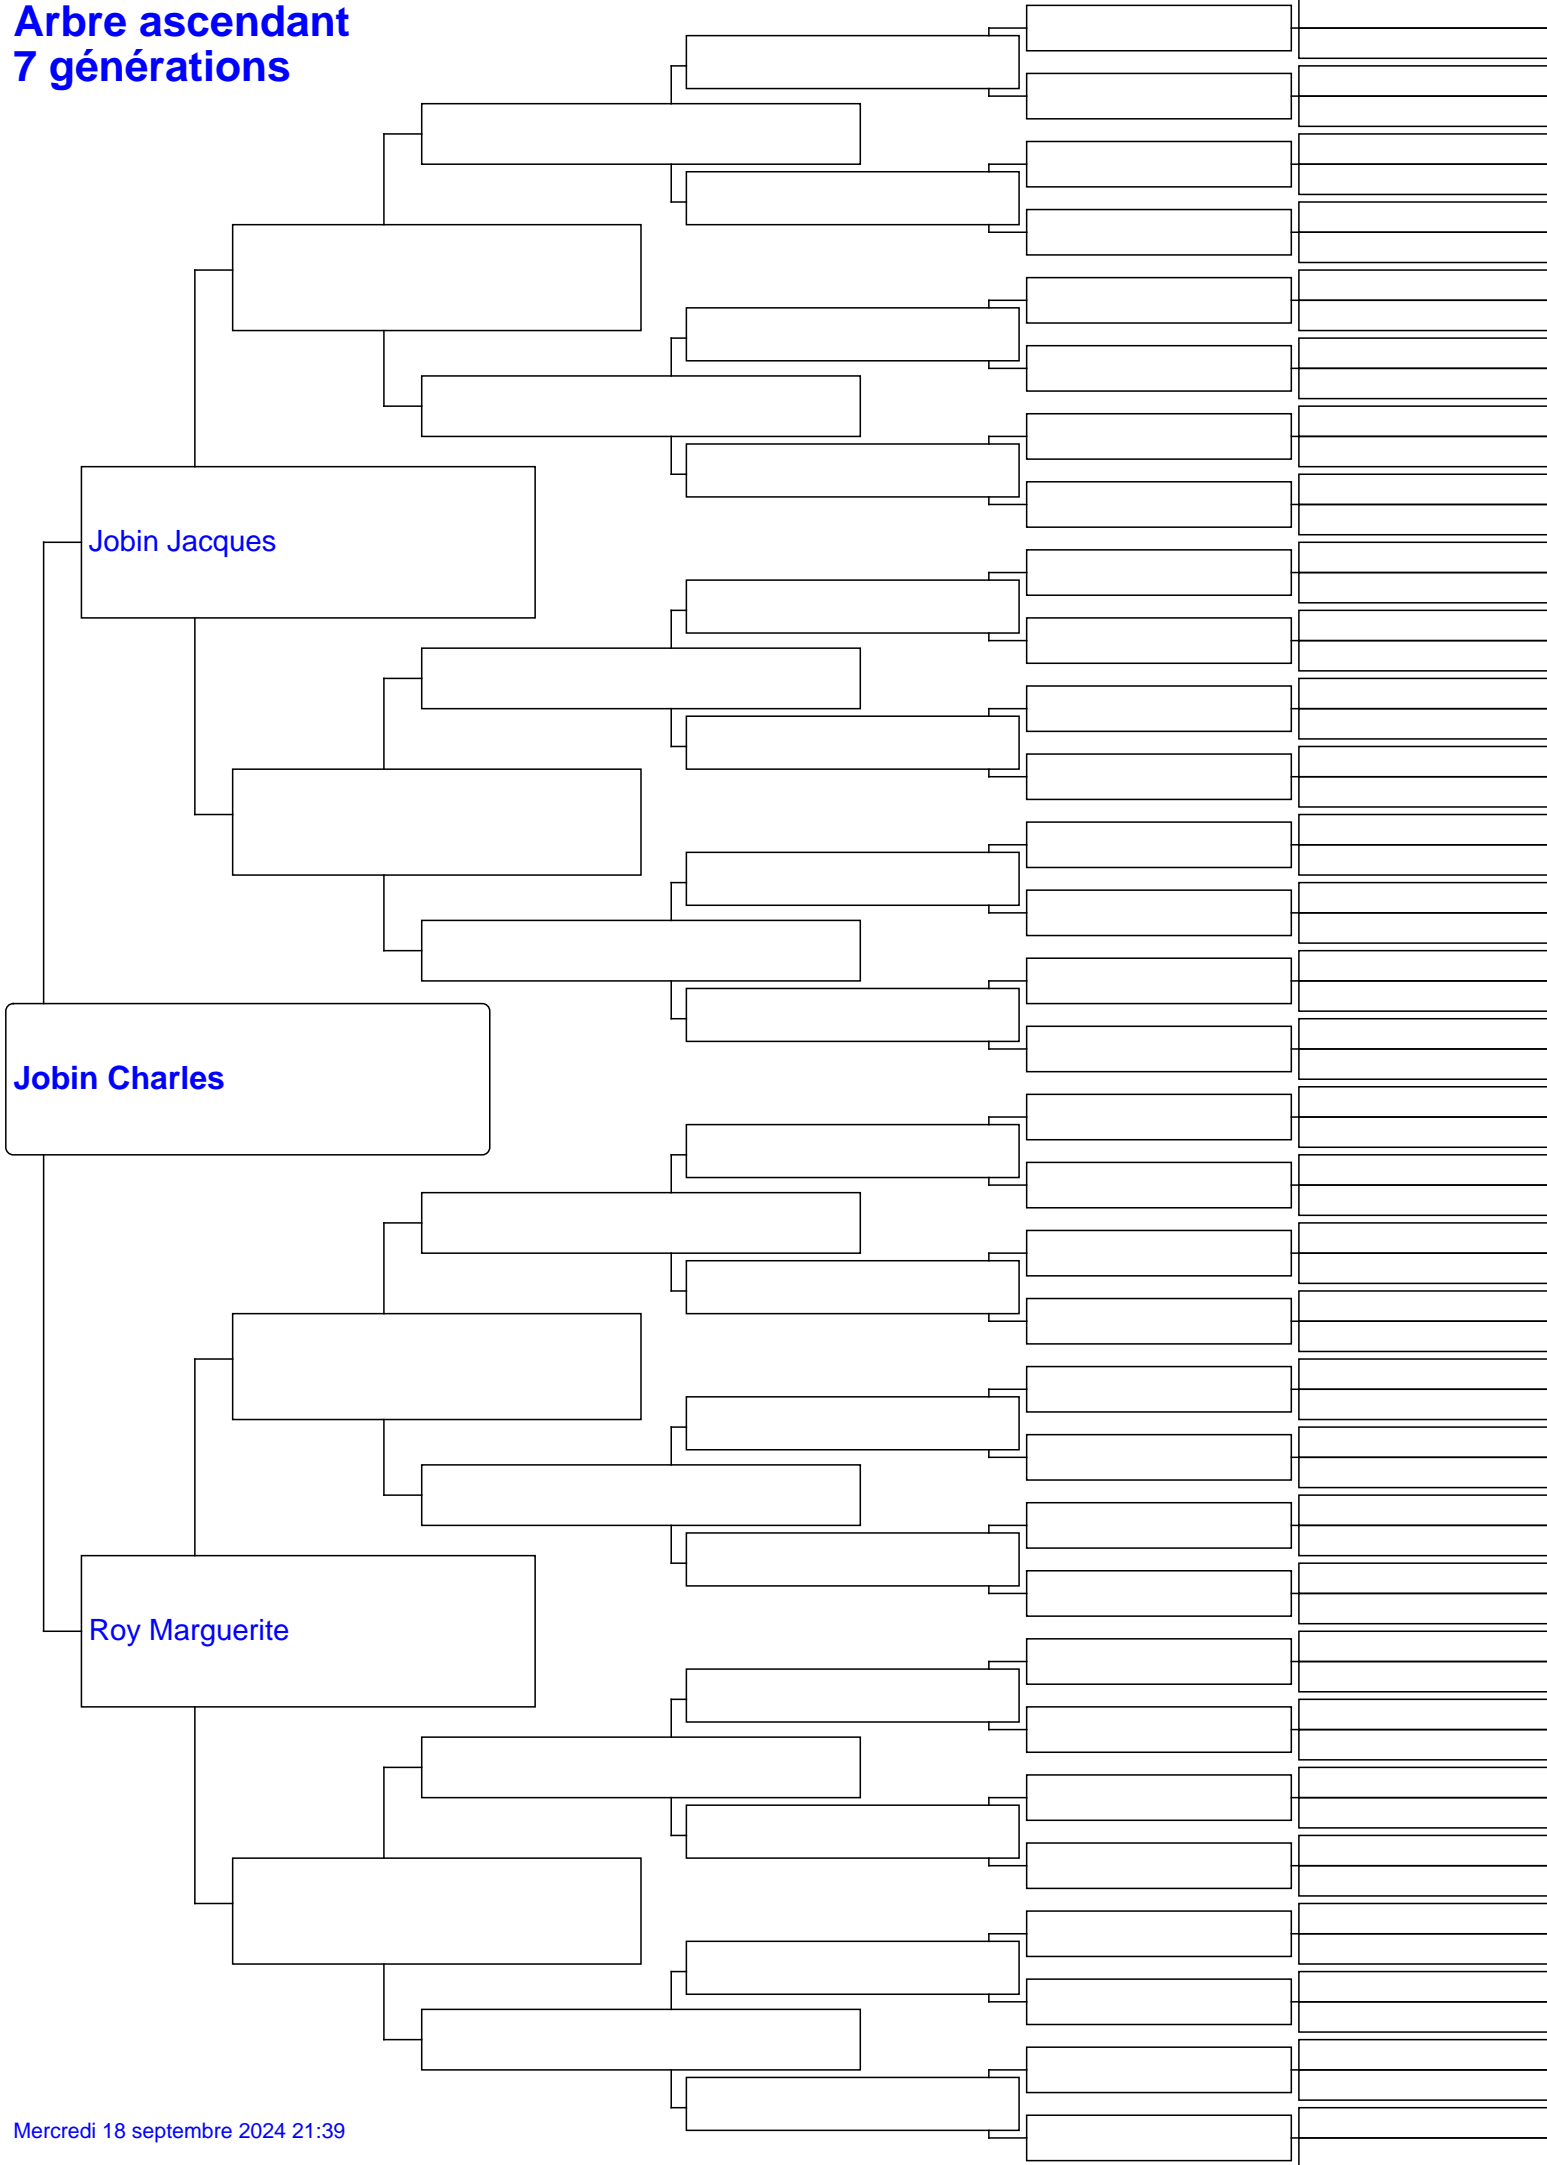 Arbre ascendant
7 générations
Jobin Jacques
Jobin Charles
Roy Marguerite
Mercredi 18 septembre 2024 21:39